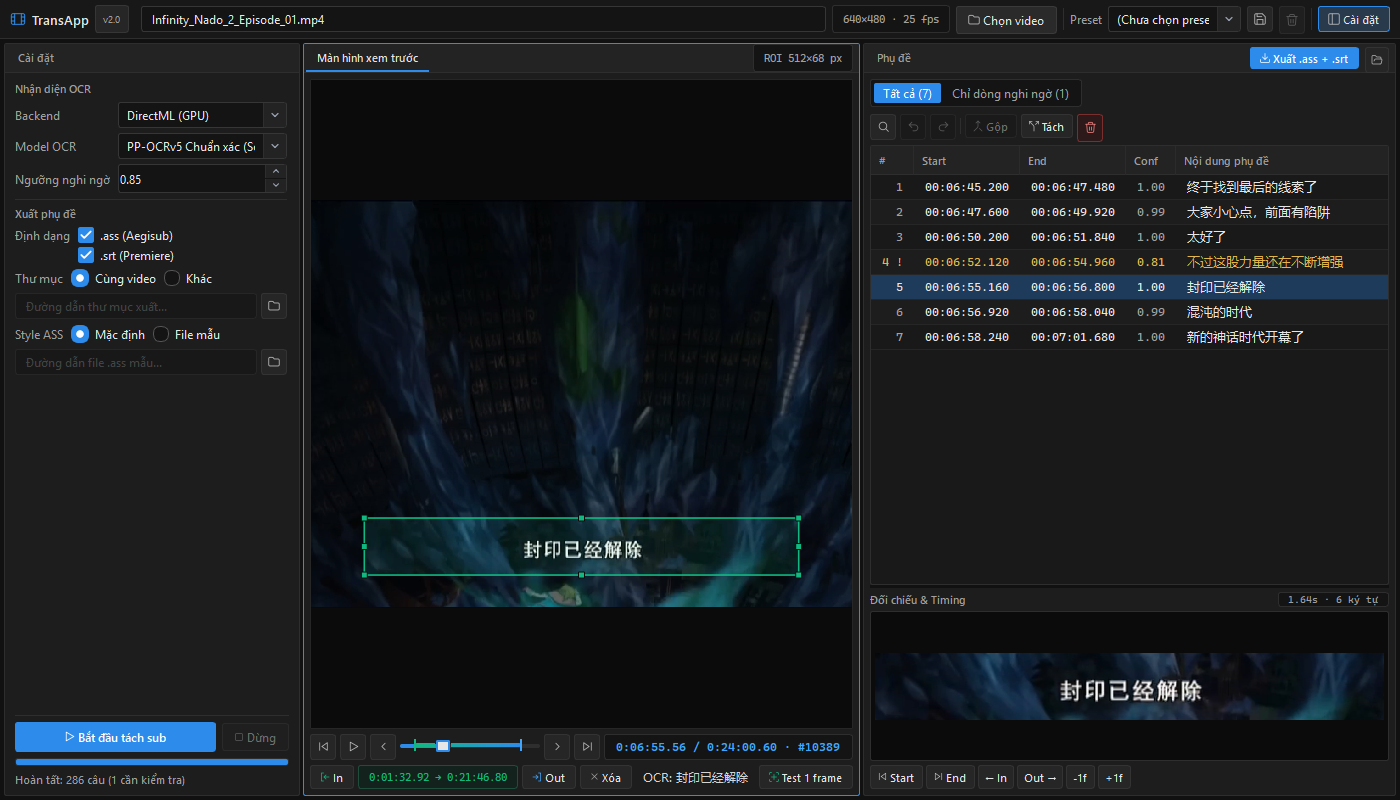 TransApp v2.0 Infinity_Nado_2_Episode_01.mp4 640×480 · 25 fps Chọn video Preset (Chưa chọn prese Cài đặt
Cài đặt
Nhận diện OCR
Backend DirectML (GPU)
Model OCR PP-OCRv5 Chuẩn xác (Se
Ngưỡng nghi ngờ 0.85
Xuất phụ đề
Định dạng .ass (Aegisub)
.srt (Premiere)
Thư mục Cùng video Khác
Đường dẫn thư mục xuất...
Style ASS Mặc định File mẫu
Đường dẫn file .ass mẫu...
Bắt đầu tách sub Dừng
Hoàn tất: 286 câu (1 cần kiểm tra)
Màn hình xem trước ROI 512×68 px
封印已经解除
0:06:55.56 / 0:24:00.60 · #10389
In 0:01:32.92 → 0:21:46.80 Out Xóa OCR: 封印已经解除 Test 1 frame
Phụ đề Xuất .ass + .srt
Tất cả (7) Chỉ dòng nghi ngờ (1)
Gộp Tách
# Start End Conf Nội dung phụ đề
1 00:06:45.200 00:06:47.480 1.00 终于找到最后的线索了
2 00:06:47.600 00:06:49.920 0.99 大家小心点，前面有陷阱
3 00:06:50.200 00:06:51.840 1.00 太好了
4 ! 00:06:52.120 00:06:54.960 0.81 不过这股力量还在不断增强
5 00:06:55.160 00:06:56.800 1.00 封印已经解除
6 00:06:56.920 00:06:58.040 0.99 混沌的时代
7 00:06:58.240 00:07:01.680 1.00 新的神话时代开幕了
Đối chiếu & Timing 1.64s · 6 ký tự
封印已经解除
Start End ← In Out → -1f +1f